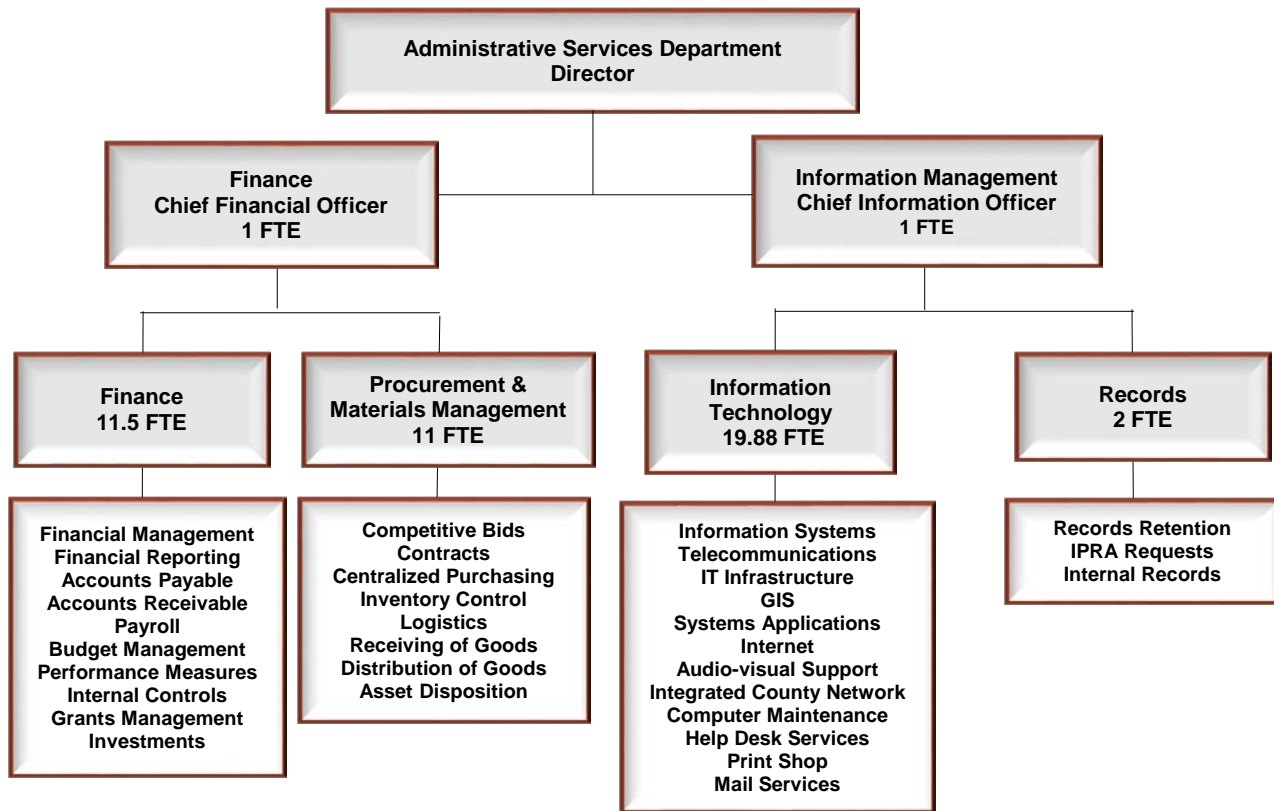 Administrative Services Department
Director
Finance
Chief Financial Officer
1 FTE
Information Management
Chief Information Officer
1 FTE
Finance
11.5 FTE
Procurement &
Materials Management
11 FTE
Information
Technology
19.88 FTE
Records
2 FTE
Financial Management
Financial Reporting
Accounts Payable
Accounts Receivable
Payroll
Budget Management
Performance Measures
Internal Controls
Grants Management
Investments
Competitive Bids
Contracts
Centralized Purchasing
Inventory Control
Logistics
Receiving of Goods
Distribution of Goods
Asset Disposition
Information Systems
Telecommunications
IT Infrastructure
GIS
Systems Applications
Internet
Audio-visual Support
Integrated County Network
Computer Maintenance
Help Desk Services
Print Shop
Mail Services
Records Retention
IPRA Requests
Internal Records